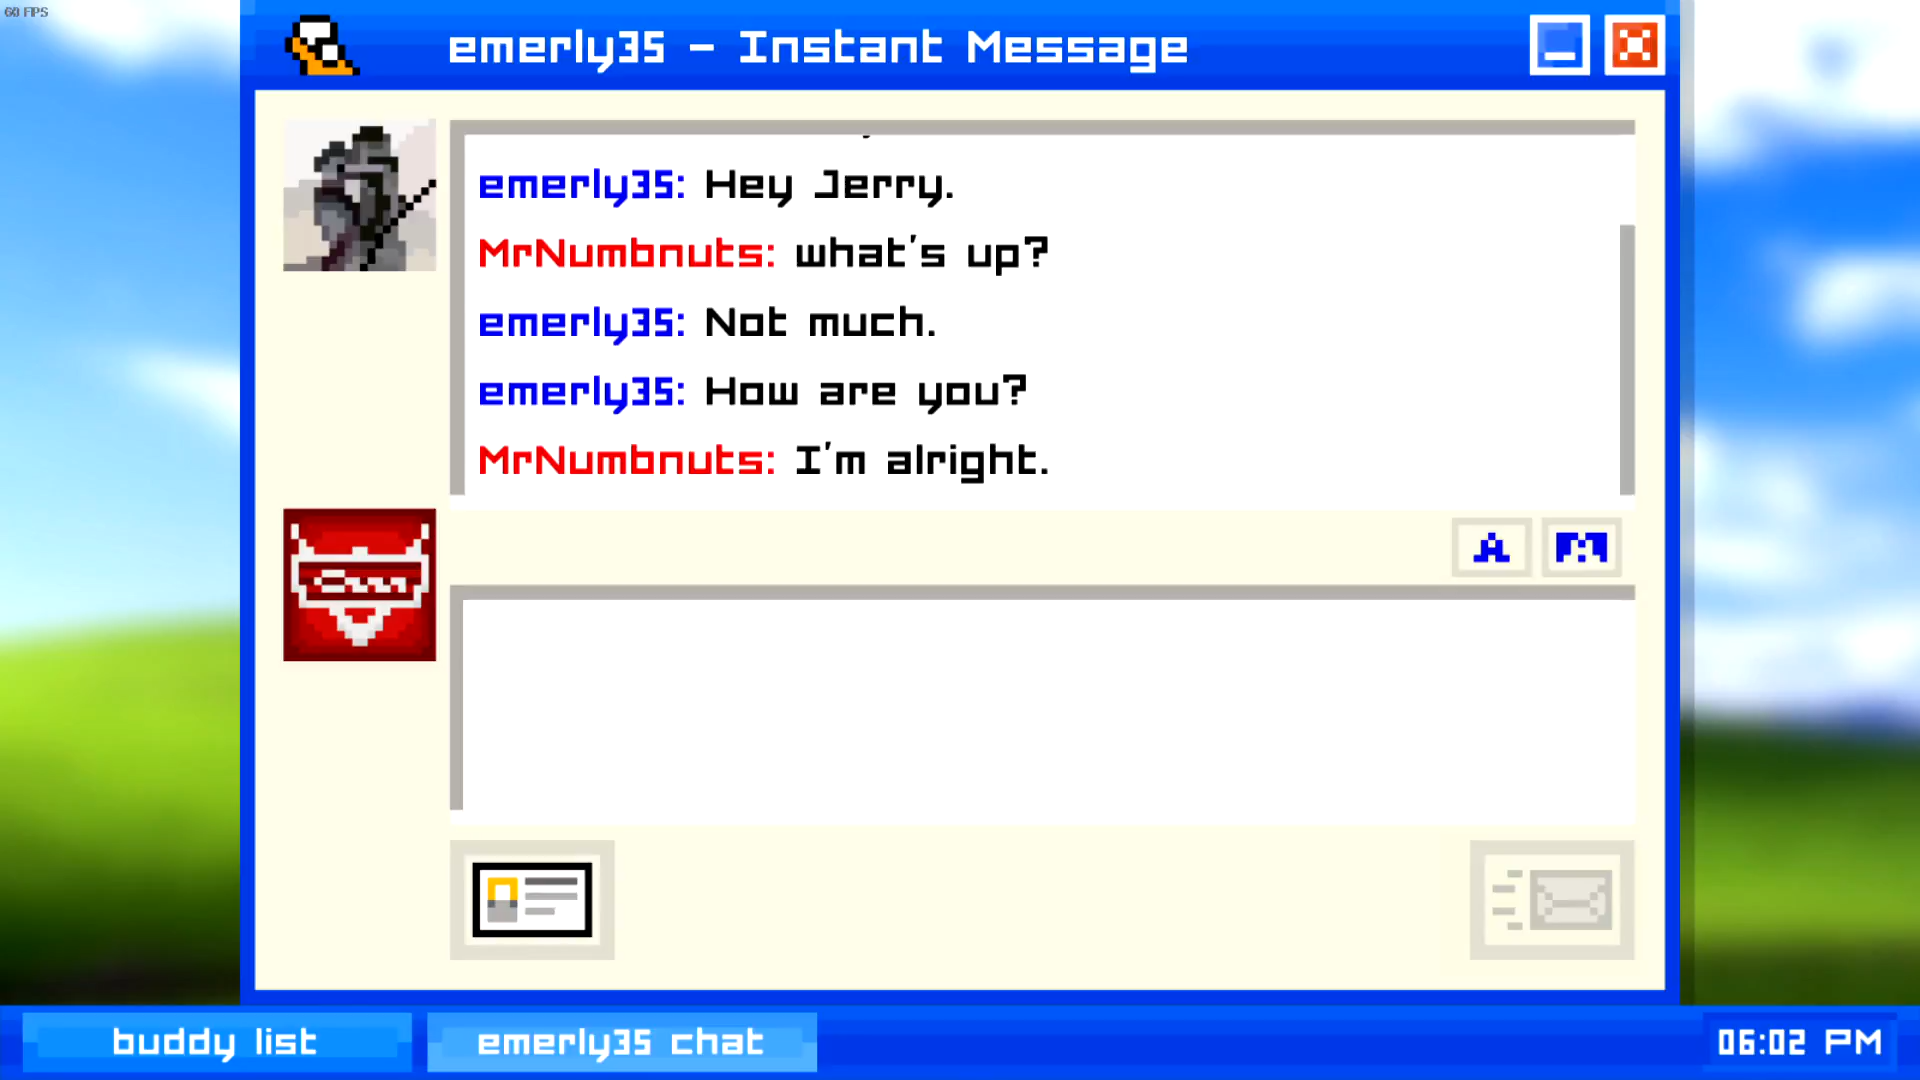 60 FPS
emerly35 - Instant Message
emerly35: Hey Jerry.
MrNumbnuts: what's up?
emerly35: Not much.
emerly35: How are you?
MrNumbnuts: I'm alright.
A
buddy list
emerly35 chat
06:02 PM